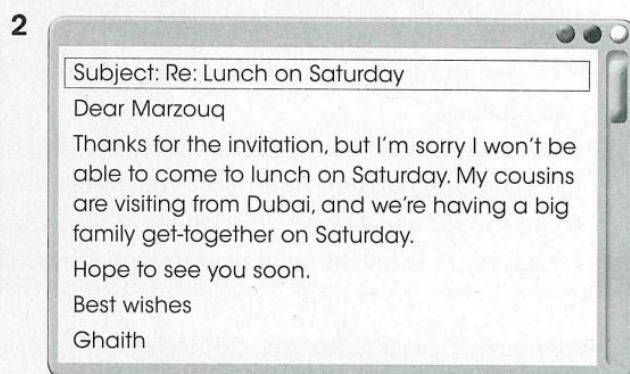 2
Subject: Re: Lunch on Saturday
Dear Marzouq
Thanks for the invitation, but I'm sorry I won't be
able to come to lunch on Saturday. My cousins
are visiting from Dubai, and we're having a big
family get-together on Saturday.
Hope to see you soon.
Best wishes
Ghaith